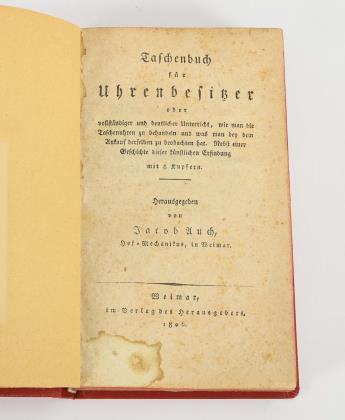 Taschenbuch
für
Uhrenbesitzer
oder
vollständiger und deutlicher Unterricht, wie man die
Taschenuhren zu behandeln und was man bey dem
Ankauf derselben zu beobachten hat. Nebst einer
Geschichte dieser künstlichen Erfindung
mit Kupfern.
Herausgegeben
von
Jacob Auch,
Hof-Mechanikus, in Weimar.
Weimar,
im Verlag des Herausgebers.